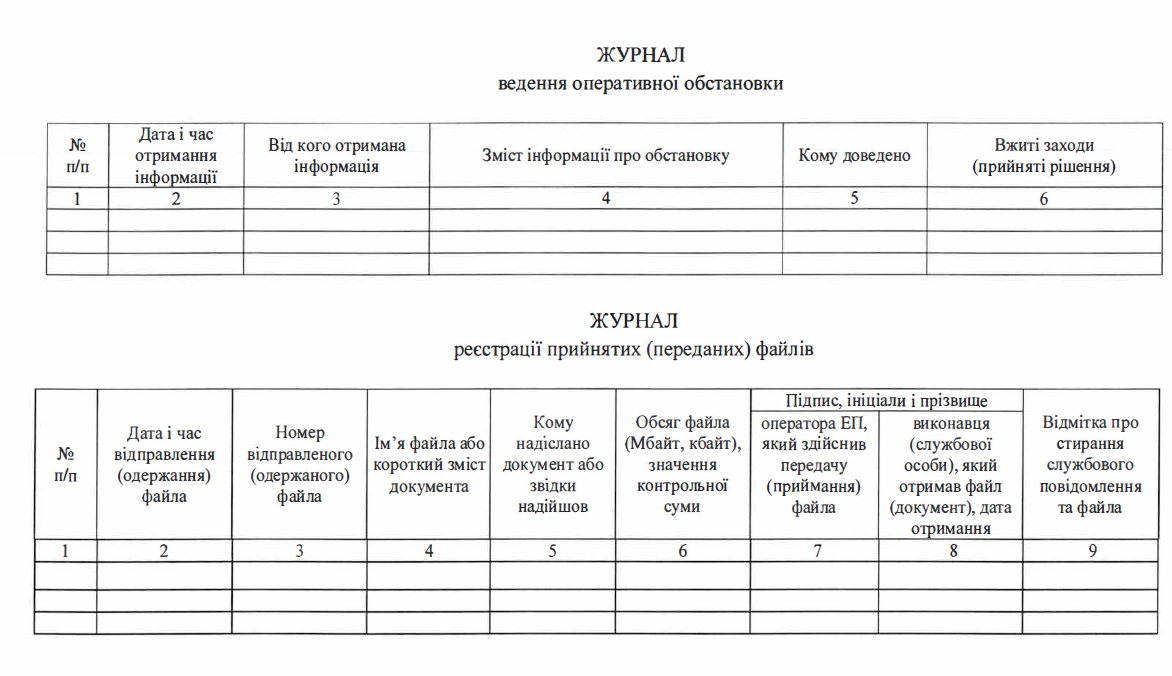 ЖУРНАЛ
ведення оперативної обстановки
№
п/п
Дата і час
отримання
інформації
Від кого отримана
інформація
Зміст інформації про обстановку
Кому доведено
Вжиті заходи
(прийняті рішення)
1 2 3 4 5 6
ЖУРНАЛ
реєстрації прийнятих (переданих) файлів
№
п/п
Дата і час
відправлення
(одержання)
файла
Номер
відправленого
(одержаного)
файла
Ім’я файла або
короткий зміст
документа
Кому
надіслано
документ або
звідки
надійшов
Обсяг файла
(Мбайт, кбайт),
значення
контрольної
суми
Підпис, ініціали і прізвище
оператора ЕП,
який здійснив
передачу
(приймання)
файла
виконавця
(службової
особи), який
отримав файл
(документ), дата
отримання
Відмітка про
стирання
службового
повідомлення
та файла
1 2 3 4 5 6 7 8 9